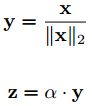 y = x / ‖x‖₂
z = α · y